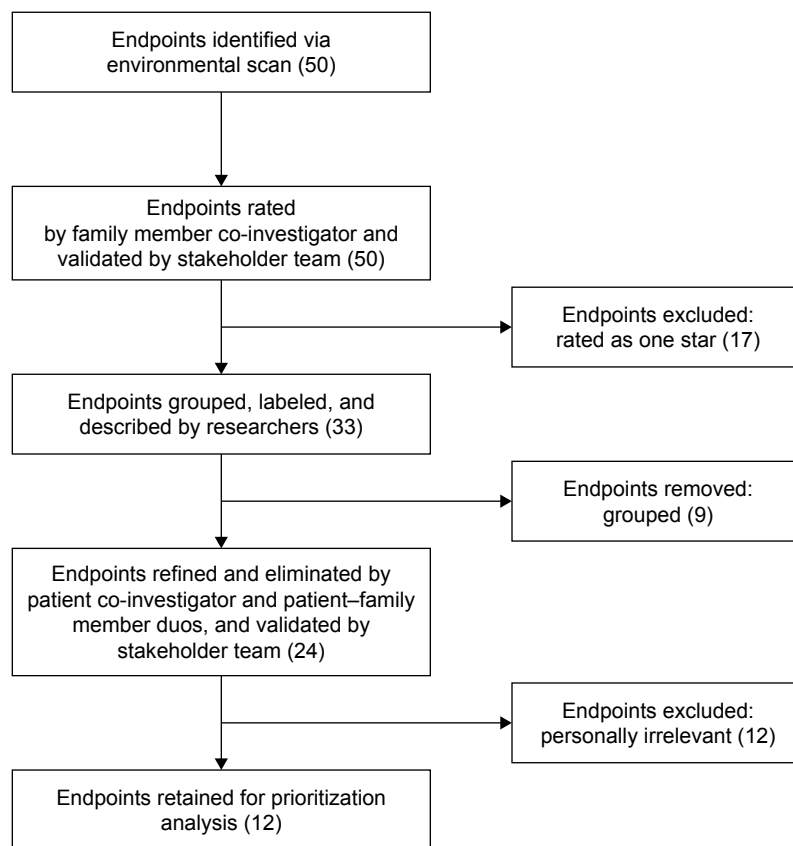 Endpoints identified via
environmental scan (50)
Endpoints rated
by family member co-investigator and
validated by stakeholder team (50)
Endpoints excluded:
rated as one star (17)
Endpoints grouped, labeled, and
described by researchers (33)
Endpoints removed:
grouped (9)
Endpoints refined and eliminated by
patient co-investigator and patient–family
member duos, and validated by
stakeholder team (24)
Endpoints excluded:
personally irrelevant (12)
Endpoints retained for prioritization
analysis (12)